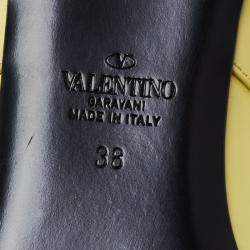 VALENTINO
GARAVANI
MADE IN ITALY
38